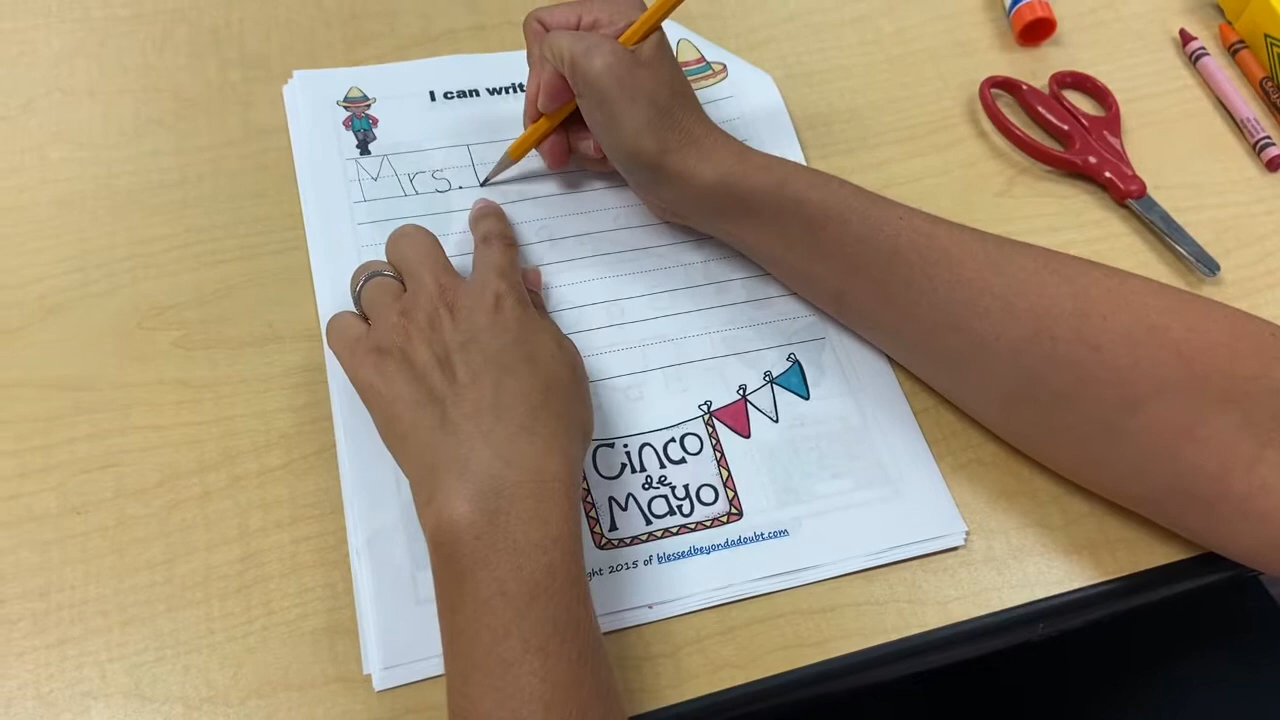 I can writ
Mrs.
Cinco
de
Mayo
ght 2015 of blessedbeyondadoubt.com